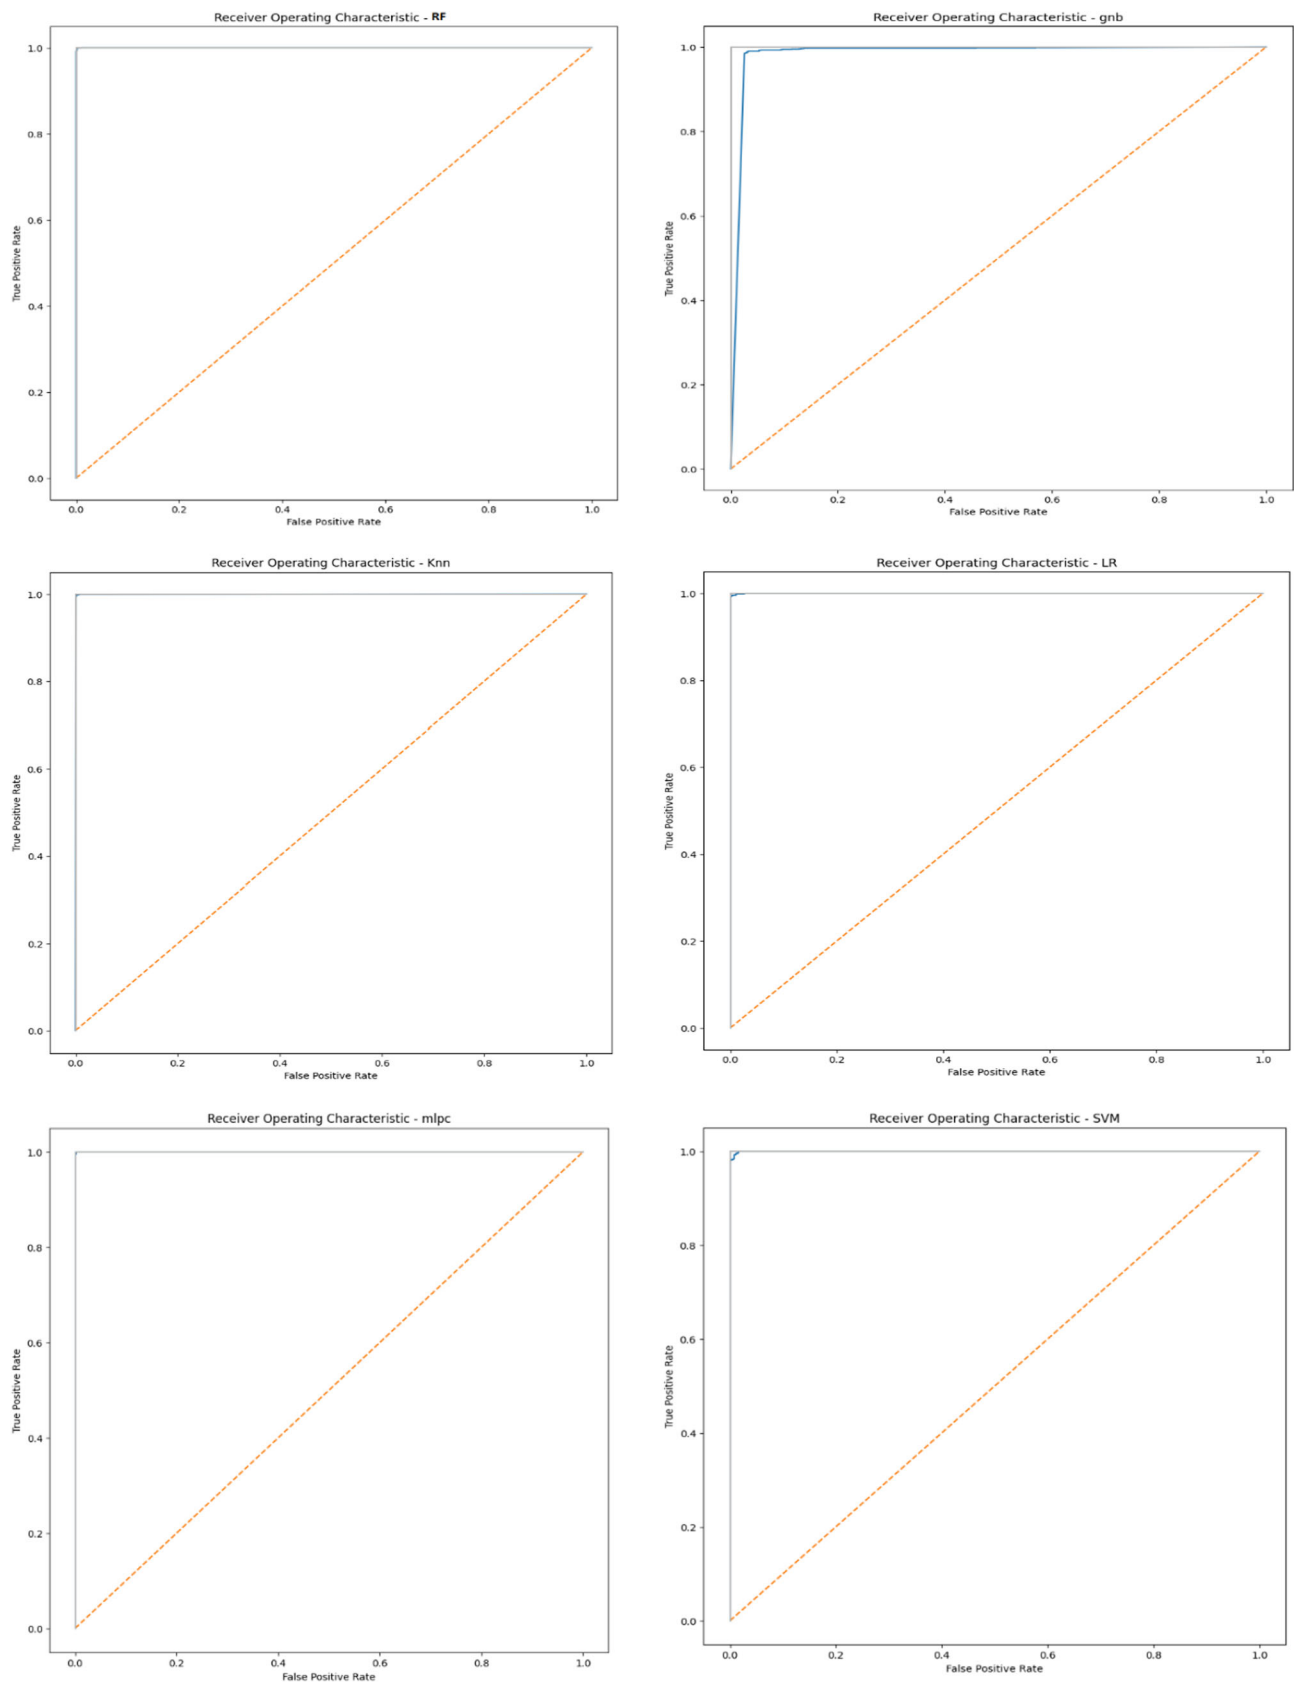 Receiver Operating Characteristic - RF
1.0
0.8
0.6
0.4
0.2
0.0
True Positive Rate
0.0 0.2 0.4 0.6 0.8 1.0
False Positive Rate
Receiver Operating Characteristic - gnb
1.0
0.8
0.6
0.4
0.2
0.0
True Positive Rate
0.0 0.2 0.4 0.6 0.8 1.0
False Positive Rate
Receiver Operating Characteristic - Knn
1.0
0.8
0.6
0.4
0.2
0.0
True Positive Rate
0.0 0.2 0.4 0.6 0.8 1.0
False Positive Rate
Receiver Operating Characteristic - LR
1.0
0.8
0.6
0.4
0.2
0.0
True Positive Rate
0.0 0.2 0.4 0.6 0.8 1.0
False Positive Rate
Receiver Operating Characteristic - mlpc
1.0
0.8
0.6
0.4
0.2
0.0
True Positive Rate
0.0 0.2 0.4 0.6 0.8 1.0
False Positive Rate
Receiver Operating Characteristic - SVM
1.0
0.8
0.6
0.4
0.2
0.0
True Positive Rate
0.0 0.2 0.4 0.6 0.8 1.0
False Positive Rate